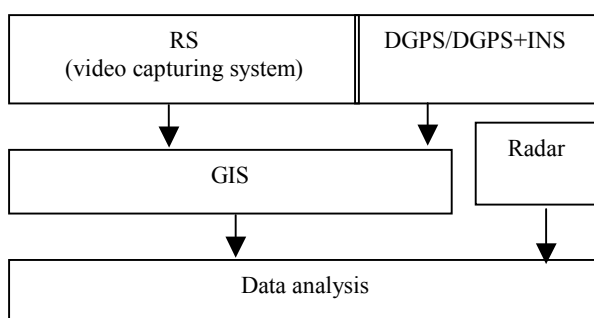 RS
(video capturing system)
DGPS/DGPS+INS
GIS
Radar
Data analysis